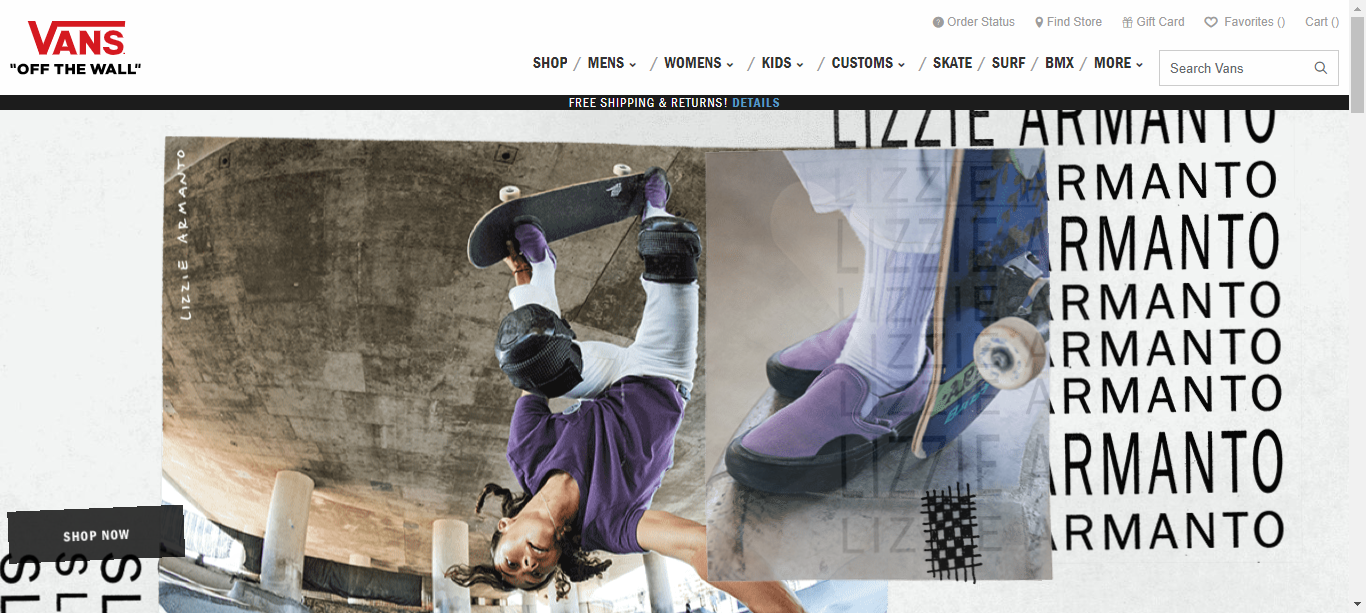 Order Status
Find Store
Gift Card
Favorites ()
Cart ()
VANS
"OFF THE WALL"
SHOP / MENS / WOMENS / KIDS / CUSTOMS / SKATE / SURF / BMX / MORE
Search Vans
FREE SHIPPING & RETURNS! DETAILS
LIZZIE ARMANTO
LIZZIE ARMANTO
LIZZIE ARMANTO
LIZZIE ARMANTO
LIZZIE ARMANTO
LIZZIE ARMANTO
LIZZIE ARMANTO
LIZZIE ARMANTO
LIZZIE ARMANTO
SHOP NOW